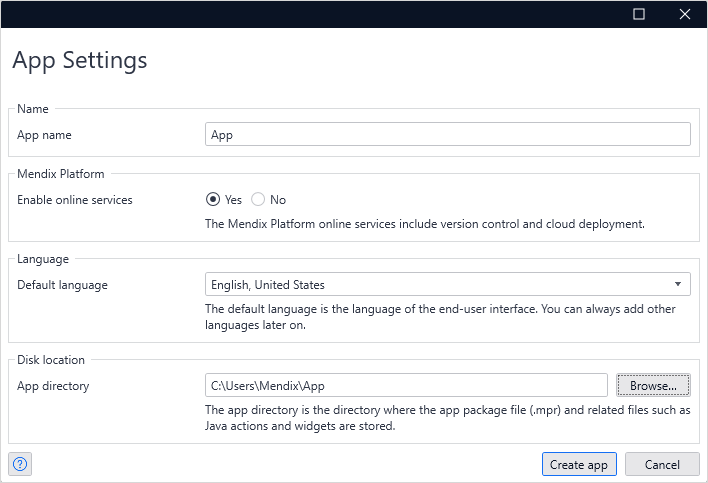 App Settings
Name
App name
App
Mendix Platform
Enable online services
Yes
No
The Mendix Platform online services include version control and cloud deployment.
Language
Default language
English, United States
The default language is the language of the end-user interface. You can always add other
languages later on.
Disk location
App directory
C:\Users\Mendix\App
Browse...
The app directory is the directory where the app package file (.mpr) and related files such as
Java actions and widgets are stored.
?
Create app
Cancel